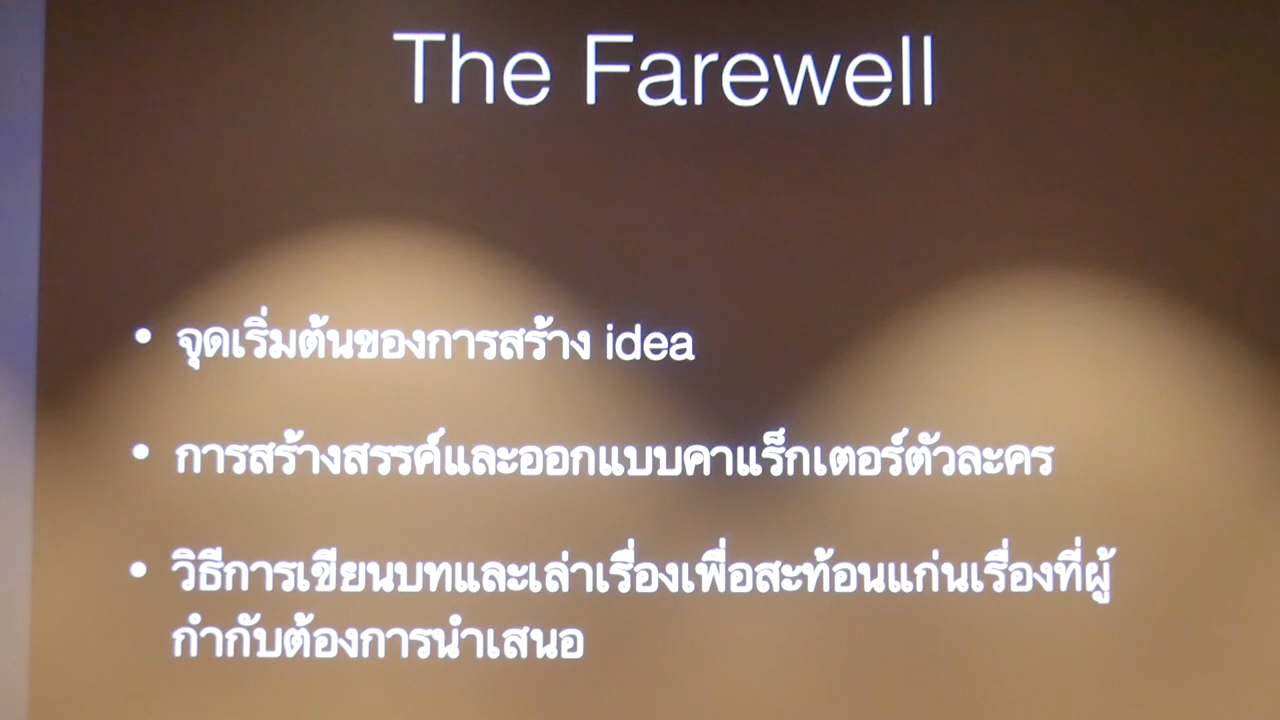 The Farewell
• จุดเริ่มต้นของการสร้าง idea
• การสร้างสรรค์และออกแบบคาแร็กเตอร์ตัวละคร
• วิธีการเขียนบทและเล่าเรื่องเพื่อสะท้อนแก่นเรื่องที่ผู้
กำกับต้องการนำเสนอ